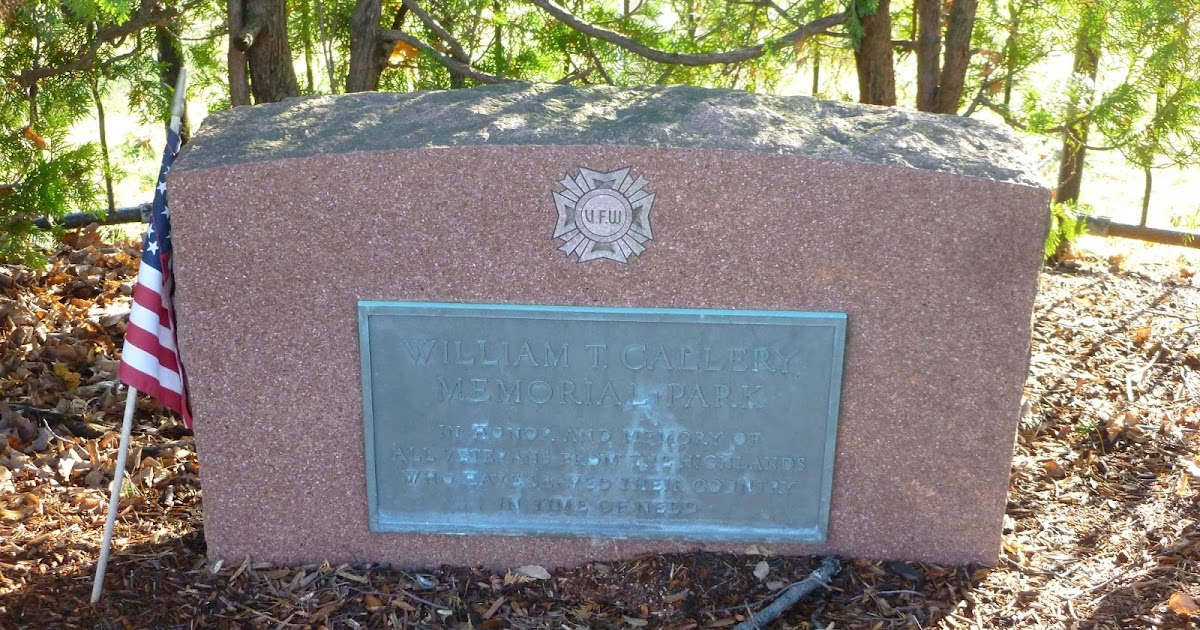 V.F.W
WILLIAM T. CALLERY
MEMORIAL PARK
IN HONOR AND MEMORY OF
ALL VETERANS FROM THE HIGHLANDS
WHO HAVE SERVED THEIR COUNTRY
IN TIME OF NEED